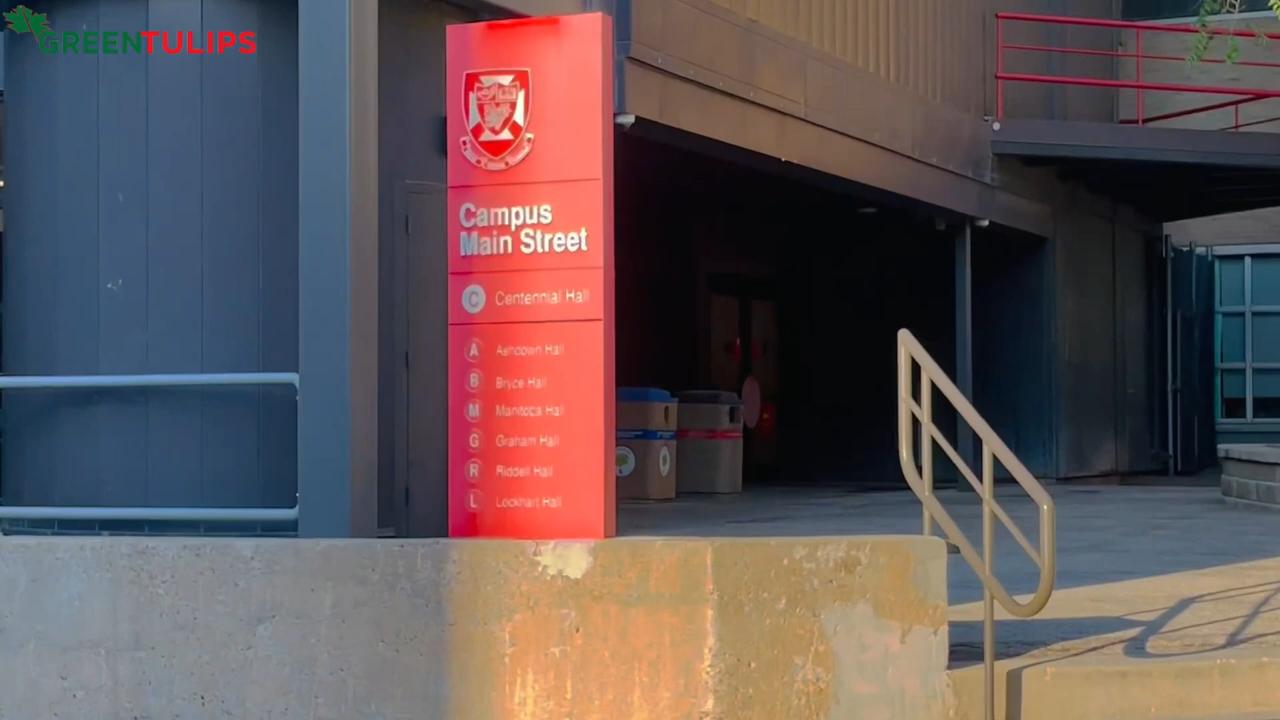 GREENTULIPS
Campus
Main Street
C Centennial Hall
A Ashdown Hall
B Bryce Hall
M Manitoba Hall
G Graham Hall
R Riddell Hall
L Lockhart Hall